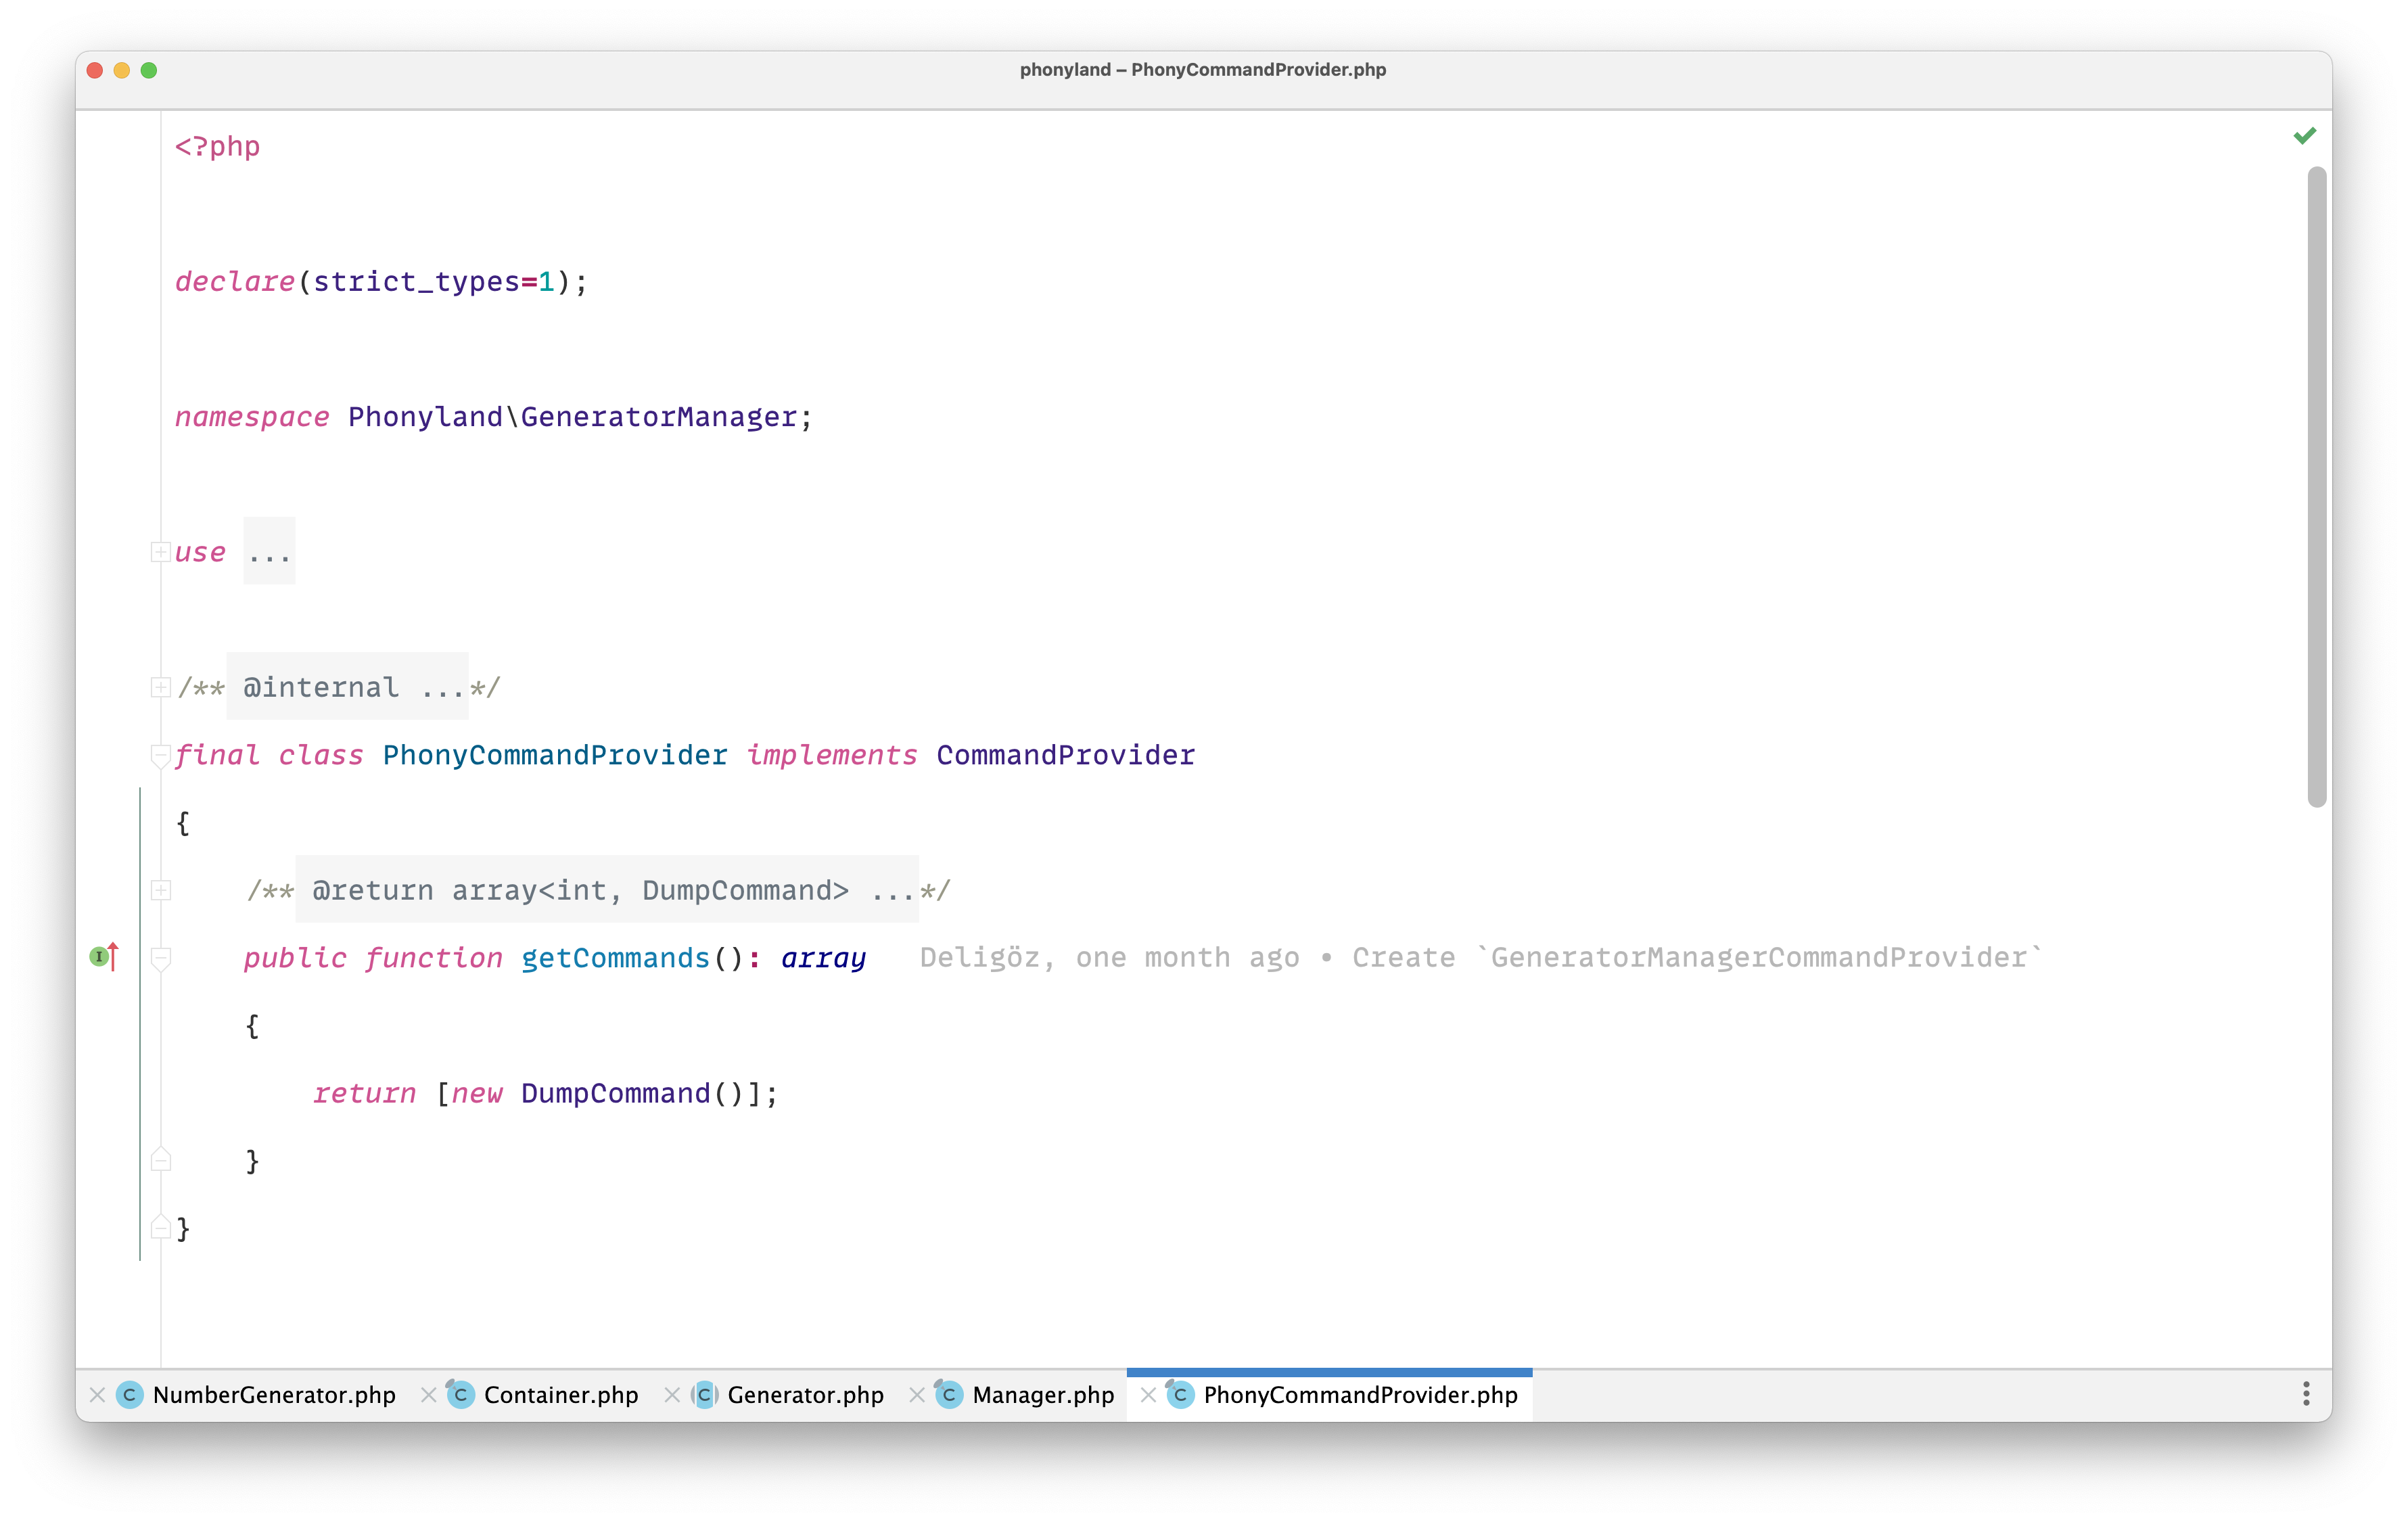 phonyland – PhonyCommandProvider.php
<?php
declare(strict_types=1);
namespace Phonyland\GeneratorManager;
use ...
/** @internal ...*/
final class PhonyCommandProvider implements CommandProvider
{
    /** @return array<int, DumpCommand> ...*/
    public function getCommands(): array   Deligöz, one month ago • Create `GeneratorManagerCommandProvider`
    {
        return [new DumpCommand()];
    }
}
NumberGenerator.php Container.php Generator.php Manager.php PhonyCommandProvider.php